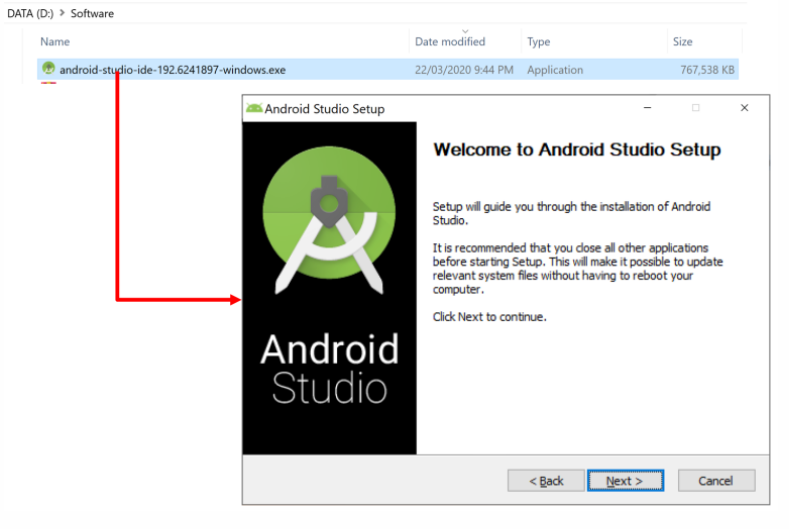 DATA (D:) > Software
Name Date modified Type Size
android-studio-ide-192.6241897-windows.exe 22/03/2020 9:44 PM Application 767,538 KB
Android Studio Setup
Welcome to Android Studio Setup
Setup will guide you through the installation of Android
Studio.
It is recommended that you close all other applications
before starting Setup. This will make it possible to update
relevant system files without having to reboot your
computer.
Click Next to continue.
Android
Studio
< Back Next > Cancel